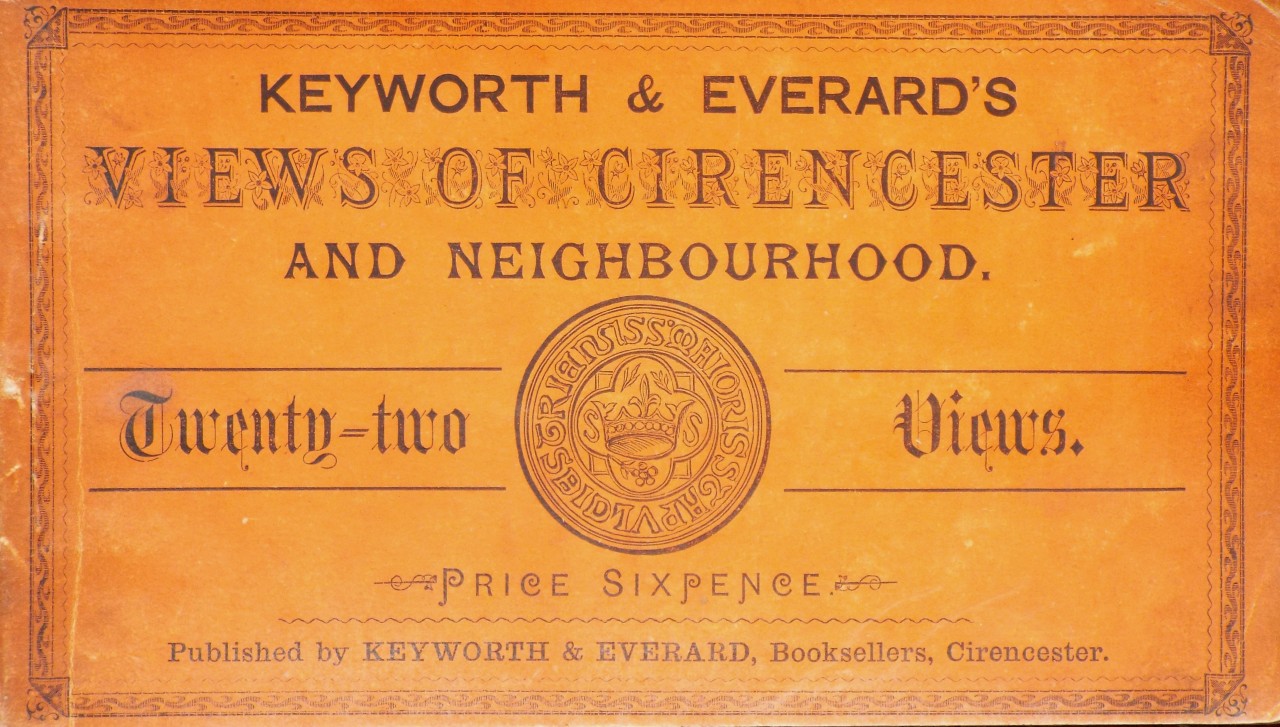 KEYWORTH & EVERARD'S
VIEWS OF CIRENCESTER
AND NEIGHBOURHOOD.
Twenty-two Views.
S S
PRICE SIXPENCE.
Published by KEYWORTH & EVERARD, Booksellers, Cirencester.